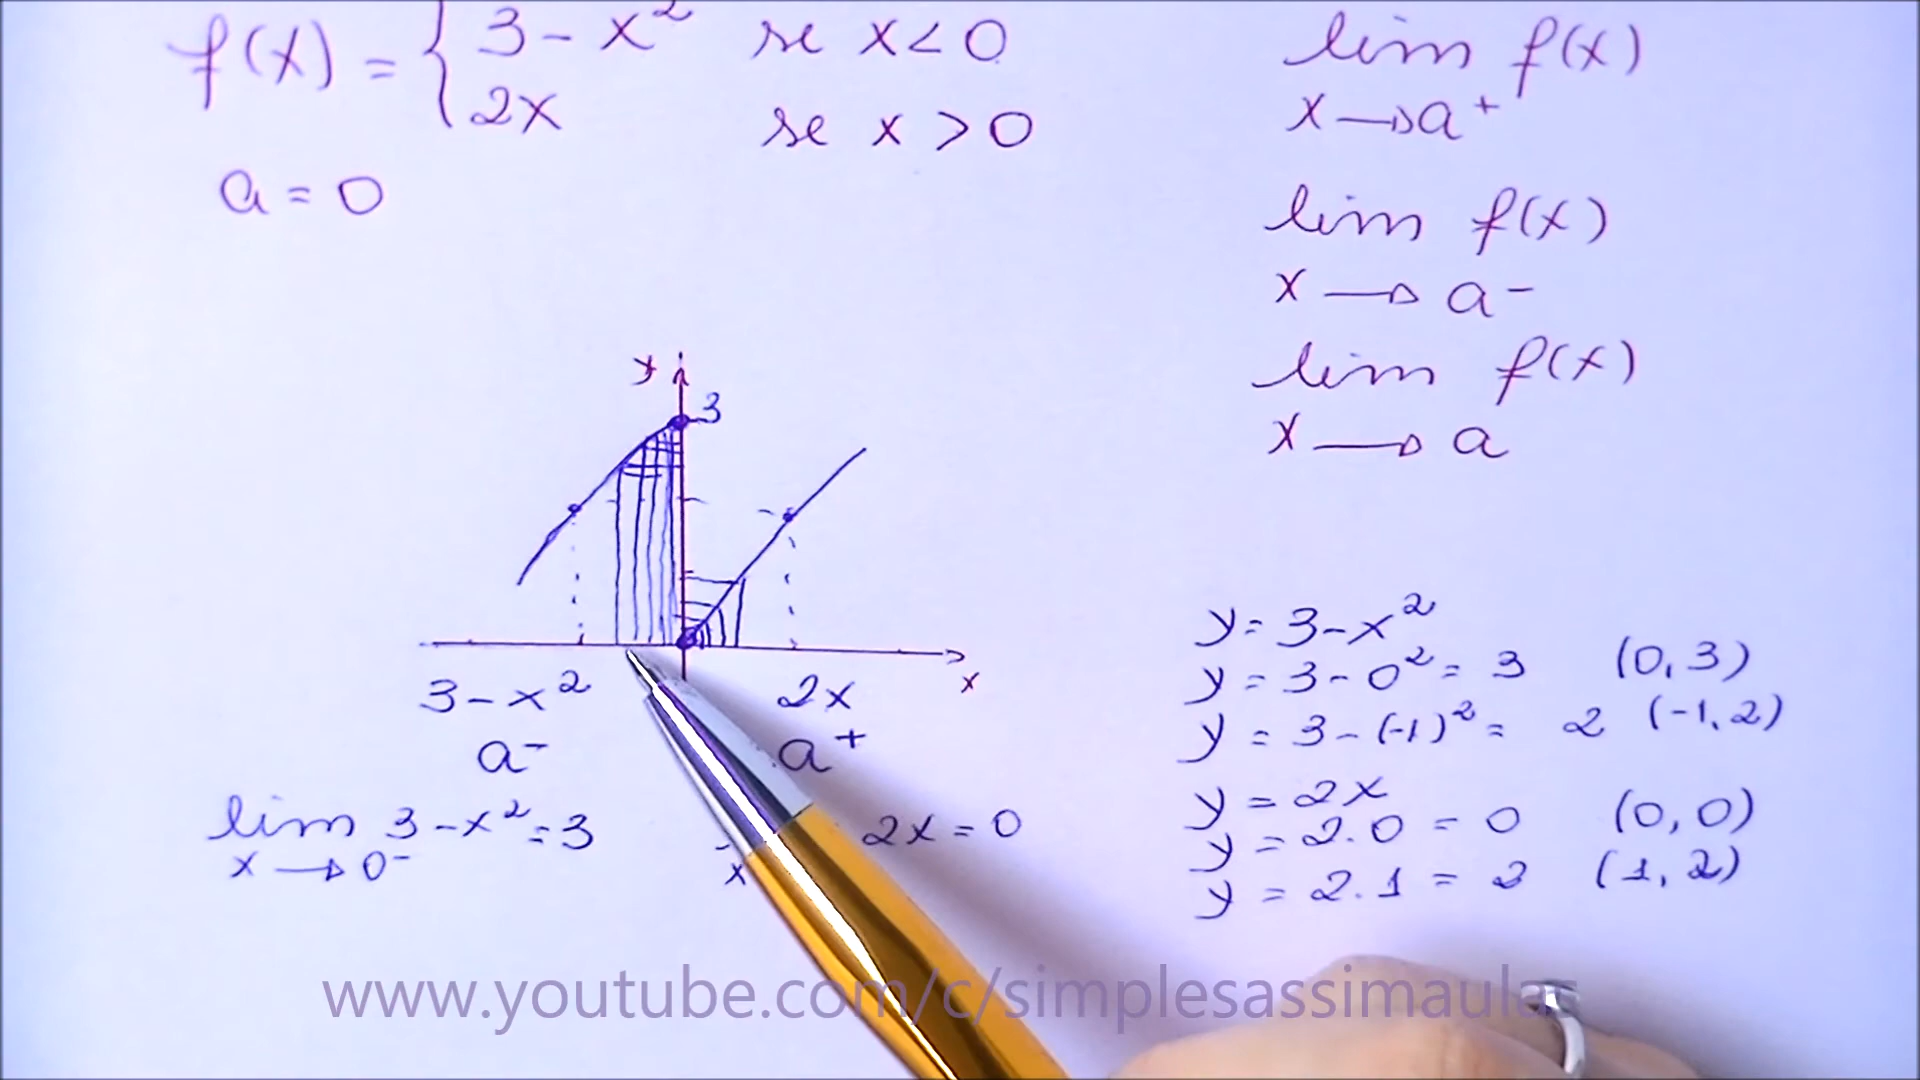 f(x) = { 3 - x² se x < 0
2x se x > 0
a = 0
lim f(x)
x → a⁺
lim f(x)
x → a⁻
lim f(x)
x → a
y
3
x
3 - x² 2x
a⁻ a⁺
lim 3 - x² = 3
x → 0⁻
2x = 0
x
y = 3 - x²
y = 3 - 0² = 3 (0, 3)
y = 3 - (-1)² = 2 (-1, 2)
y = 2x
y = 2.0 = 0 (0, 0)
y = 2.1 = 2 (1, 2)
www.youtube.com/c/simplesassimaula